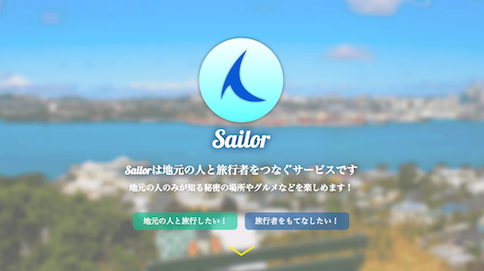 Sailor
Sailorは地元の人と旅行者をつなぐサービスです
地元の人のみが知る秘密の場所やグルメなどを楽しめます！
地元の人と旅行したい！
旅行者をもてなしたい！